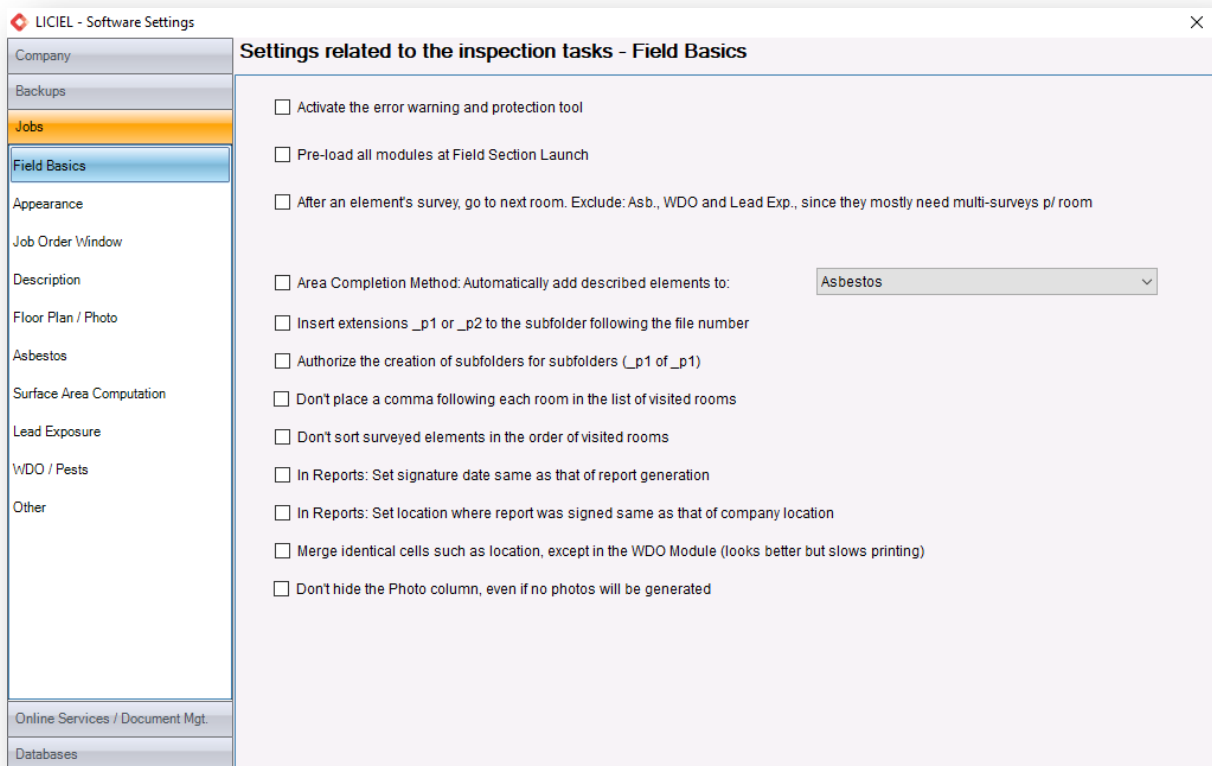 LICIEL - Software Settings
Company
Backups
Jobs
Field Basics
Appearance
Job Order Window
Description
Floor Plan / Photo
Asbestos
Surface Area Computation
Lead Exposure
WDO / Pests
Other
Online Services / Document Mgt.
Databases
Settings related to the inspection tasks - Field Basics
Activate the error warning and protection tool
Pre-load all modules at Field Section Launch
After an element's survey, go to next room. Exclude: Asb., WDO and Lead Exp., since they mostly need multi-surveys p/ room
Area Completion Method: Automatically add described elements to: Asbestos
Insert extensions _p1 or _p2 to the subfolder following the file number
Authorize the creation of subfolders for subfolders (_p1 of _p1)
Don't place a comma following each room in the list of visited rooms
Don't sort surveyed elements in the order of visited rooms
In Reports: Set signature date same as that of report generation
In Reports: Set location where report was signed same as that of company location
Merge identical cells such as location, except in the WDO Module (looks better but slows printing)
Don't hide the Photo column, even if no photos will be generated